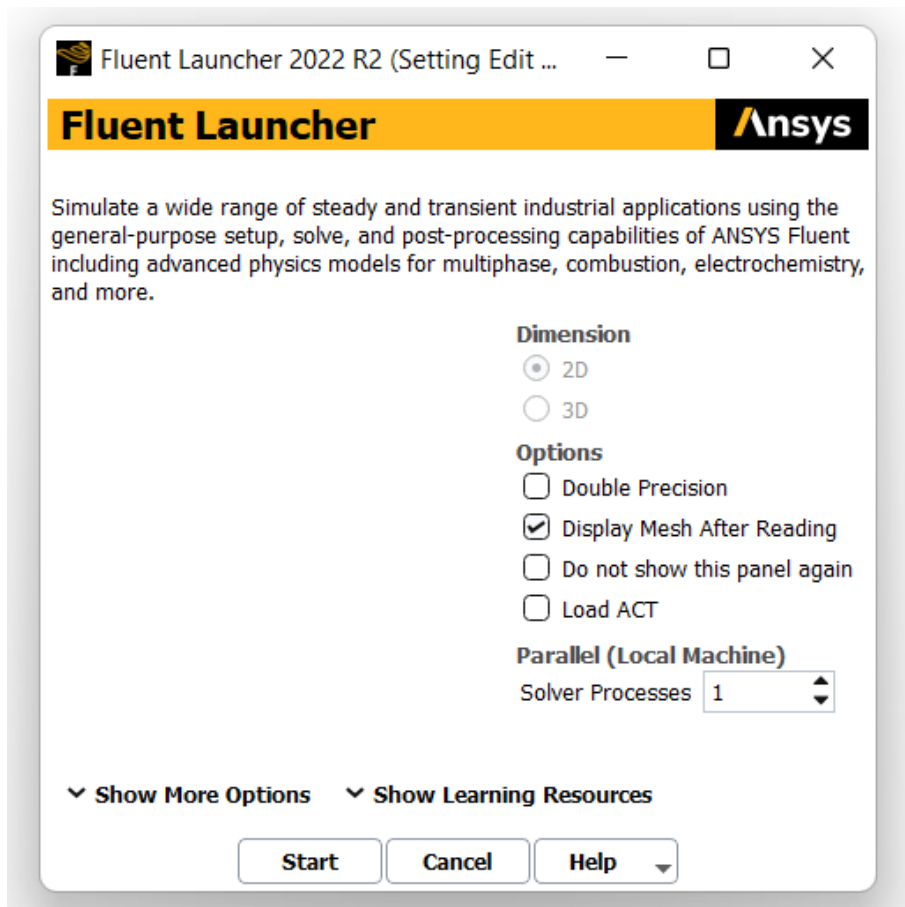 Fluent Launcher 2022 R2 (Setting Edit ...
Fluent Launcher
Ansys
Simulate a wide range of steady and transient industrial applications using the
general-purpose setup, solve, and post-processing capabilities of ANSYS Fluent
including advanced physics models for multiphase, combustion, electrochemistry,
and more.
Dimension
2D
3D
Options
Double Precision
Display Mesh After Reading
Do not show this panel again
Load ACT
Parallel (Local Machine)
Solver Processes 1
Show More Options Show Learning Resources
Start Cancel Help